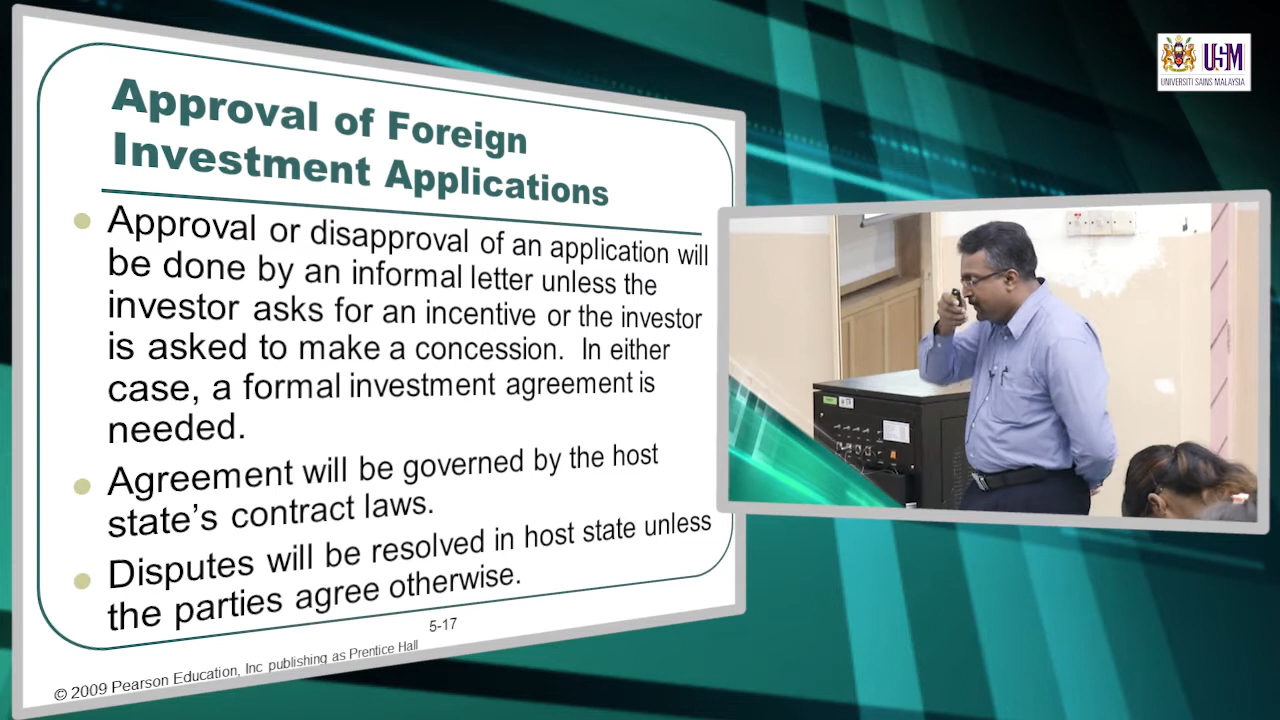 Approval of Foreign
Investment Applications
Approval or disapproval of an application will
be done by an informal letter unless the
investor asks for an incentive or the investor
is asked to make a concession.  In either
case, a formal investment agreement is
needed.
Agreement will be governed by the host
state’s contract laws.
Disputes will be resolved in host state unless
the parties agree otherwise.
5-17
© 2009 Pearson Education, Inc publishing as Prentice Hall
USM
UNIVERSITI SAINS MALAYSIA